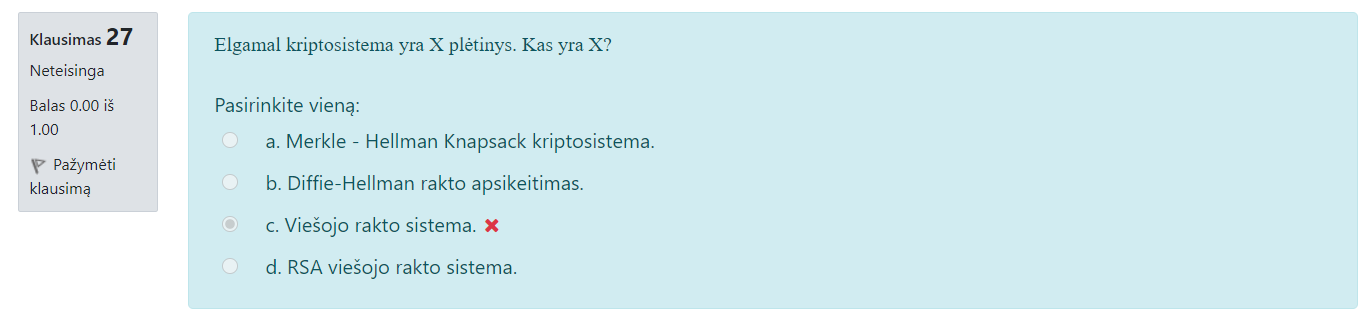 Klausimas 27
Neteisinga
Balas 0.00 iš
1.00
Pažymėti
klausimą
Elgamal kriptosistema yra X plėtinys. Kas yra X?
Pasirinkite vieną:
a. Merkle - Hellman Knapsack kriptosistema.
b. Diffie-Hellman rakto apsikeitimas.
c. Viešojo rakto sistema.
d. RSA viešojo rakto sistema.